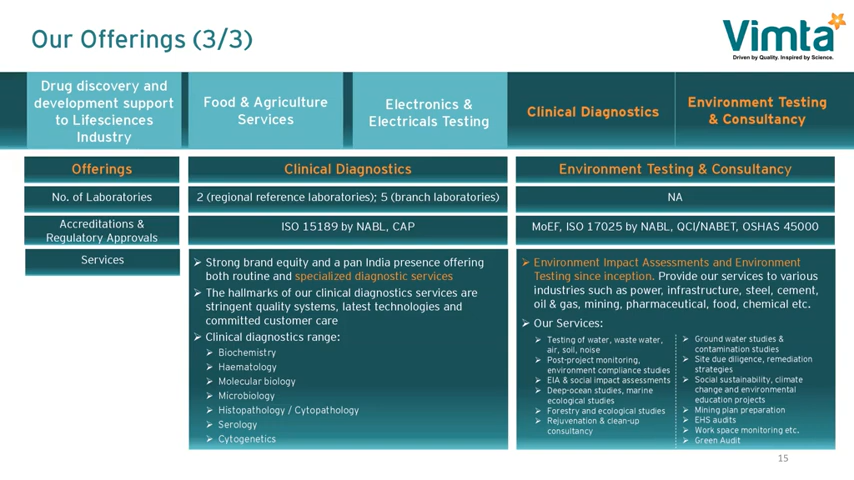 Our Offerings (3/3)
Vimta
Driven by Quality. Inspired by Science.
Drug discovery and
development support
to Lifesciences
Industry
Food & Agriculture
Services
Electronics &
Electricals Testing
Clinical Diagnostics
Environment Testing
& Consultancy
Offerings
Clinical Diagnostics
Environment Testing & Consultancy
No. of Laboratories
2 (regional reference laboratories); 5 (branch laboratories)
NA
Accreditations &
Regulatory Approvals
ISO 15189 by NABL, CAP
MoEF, ISO 17025 by NABL, QCI/NABET, OSHAS 45000
Services
➢ Strong brand equity and a pan India presence offering
both routine and specialized diagnostic services
➢ The hallmarks of our clinical diagnostics services are
stringent quality systems, latest technologies and
committed customer care
➢ Clinical diagnostics range:
➢ Biochemistry
➢ Haematology
➢ Molecular biology
➢ Microbiology
➢ Histopathology / Cytopathology
➢ Serology
➢ Cytogenetics
➢ Environment Impact Assessments and Environment
Testing since inception. Provide our services to various
industries such as power, infrastructure, steel, cement,
oil & gas, mining, pharmaceutical, food, chemical etc.
➢ Our Services:
➢ Testing of water, waste water,
air, soil, noise
➢ Post-project monitoring,
environment compliance studies
➢ EIA & social impact assessments
➢ Deep-ocean studies, marine
ecological studies
➢ Forestry and ecological studies
➢ Rejuvenation & clean-up
consultancy
➢ Ground water studies &
contamination studies
➢ Site due diligence, remediation
strategies
➢ Social sustainability, climate
change and environmental
education projects
➢ Mining plan preparation
➢ EHS audits
➢ Work space monitoring etc.
➢ Green Audit
15